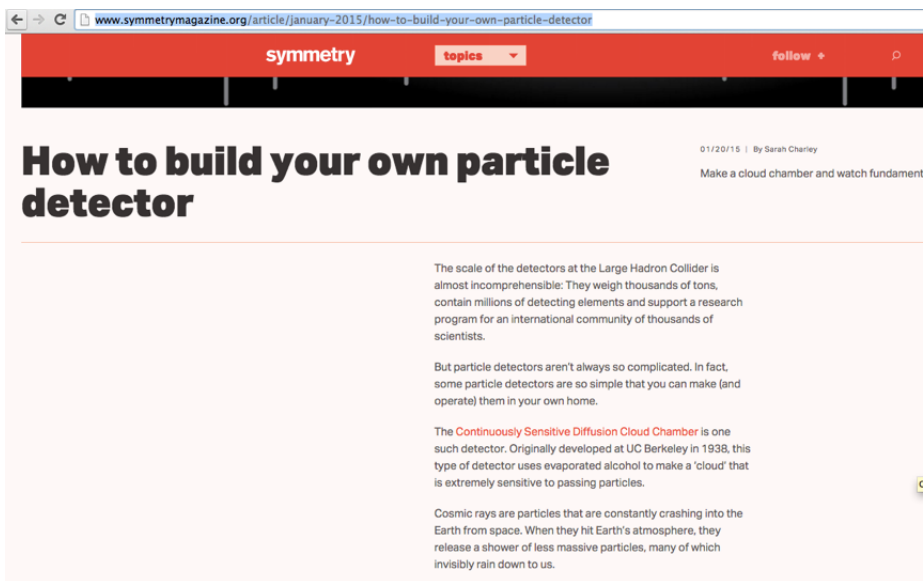 www.symmetrymagazine.org/article/january-2015/how-to-build-your-own-particle-detector
symmetry
topics
follow +
How to build your own particle
detector
01/20/15 | By Sarah Charley
Make a cloud chamber and watch
The scale of the detectors at the Large Hadron Collider is
almost incomprehensible: They weigh thousands of tons,
contain millions of detecting elements and support a research
program for an international community of thousands of
scientists.
But particle detectors aren't always so complicated. In fact,
some particle detectors are so simple that you can make (and
operate) them in your own home.
The Continuously Sensitive Diffusion Cloud Chamber is one
such detector. Originally developed at UC Berkeley in 1938, this
type of detector uses evaporated alcohol to make a 'cloud' that
is extremely sensitive to passing particles.
Cosmic rays are particles that are constantly crashing into the
Earth from space. When they hit Earth's atmosphere, they
release a shower of less massive particles, many of which
invisibly rain down to us.